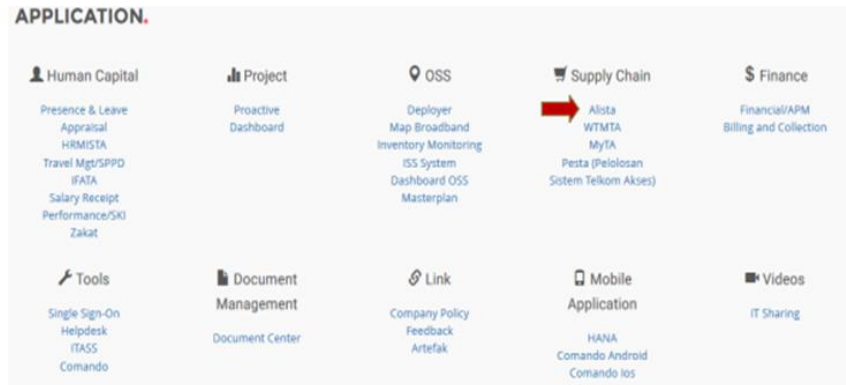 APPLICATION.
Human Capital
Presence & Leave
Appraisal
HRMISTA
Travel Mgt/SPPD
IFATA
Salary Receipt
Performance/SKI
Zakat
Project
Proactive
Dashboard
OSS
Deployer
Map Broadband
Inventory Monitoring
ISS System
Dashboard OSS
Masterplan
Supply Chain
Alista
WTMTA
MyTA
Pesta (Pelolosan
Sistem Telkom Akses)
$ Finance
Financial/APM
Billing and Collection
Tools
Single Sign-On
Helpdesk
ITASS
Comando
Document
Management
Document Center
Link
Company Policy
Feedback
Artefak
Mobile
Application
HANA
Comando Android
Comando Ios
Videos
IT Sharing